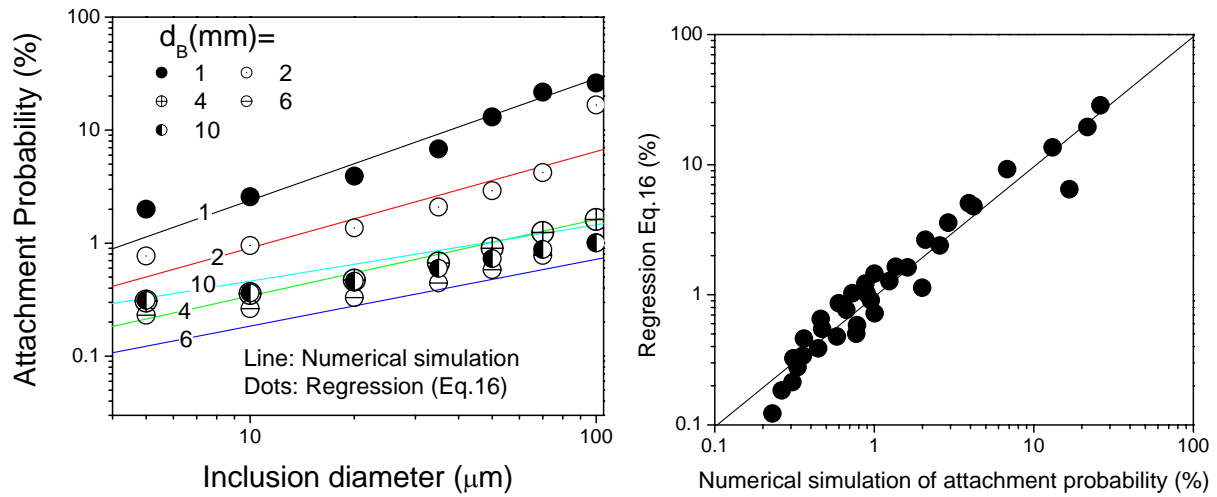 100
10
1
0.1
Attachment Probability (%)
d_B(mm)=
1 2
4 6
10
1
2
10
4
6
Line: Numerical simulation
Dots: Regression (Eq.16)
10 100
Inclusion diameter (μm)
100
10
1
0.1
Regression Eq.16 (%)
0.1 1 10 100
Numerical simulation of attachment probability (%)